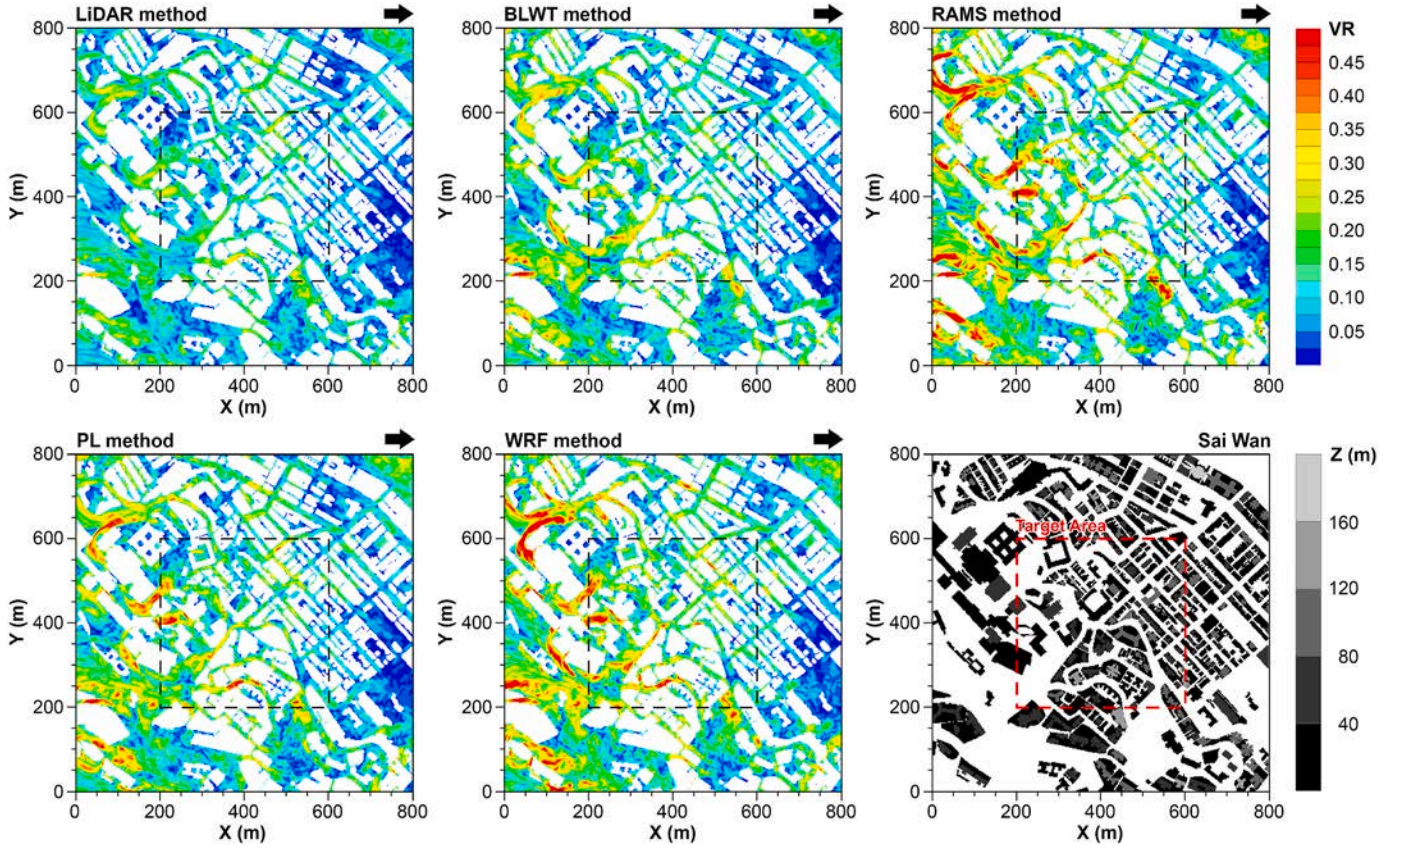 LiDAR method
BLWT method
RAMS method
VR
800
600
400
200
0
Y (m)
0 200 400 600 800
X (m)
800
600
400
200
0
Y (m)
0 200 400 600 800
X (m)
800
600
400
200
0
Y (m)
0 200 400 600 800
X (m)
0.45
0.40
0.35
0.30
0.25
0.20
0.15
0.10
0.05
PL method
WRF method
Sai Wan
Z (m)
800
600
400
200
0
Y (m)
0 200 400 600 800
X (m)
800
600
400
200
0
Y (m)
0 200 400 600 800
X (m)
800
600
400
200
0
Y (m)
Target Area
0 200 400 600 800
X (m)
160
120
80
40